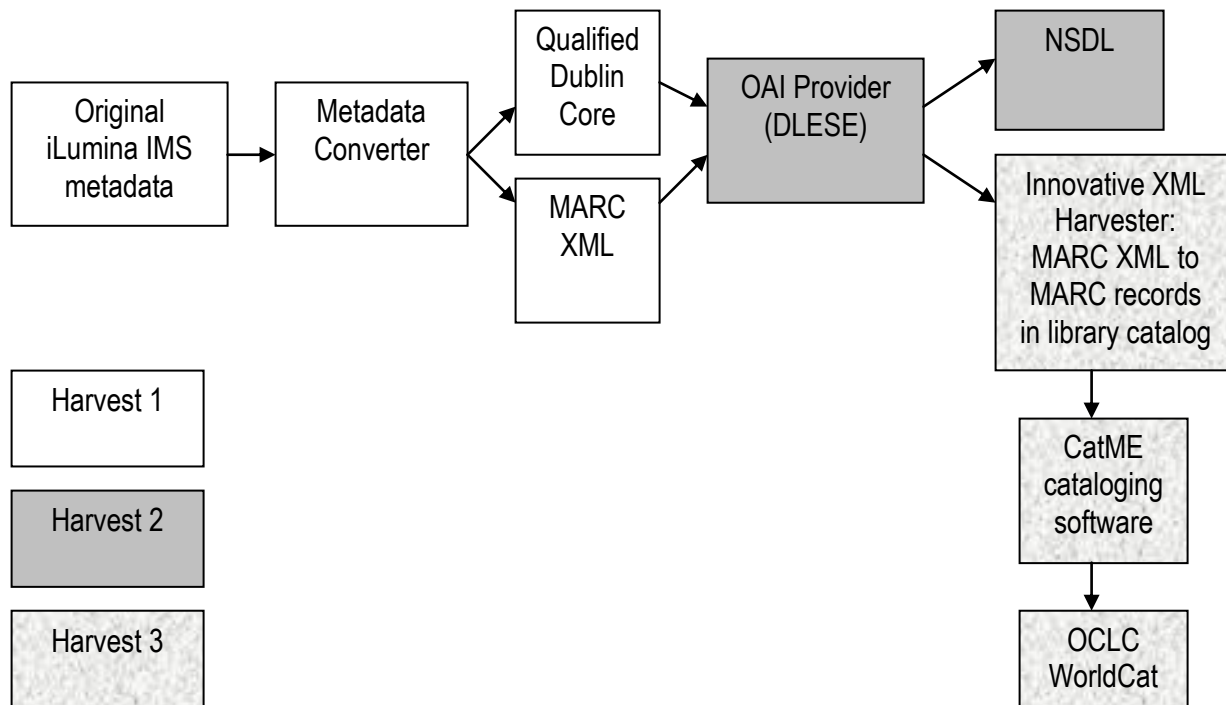 Original
iLumina IMS
metadata
Metadata
Converter
Qualified
Dublin
Core
MARC
XML
OAI Provider
(DLESE)
NSDL
Innovative XML
Harvester:
MARC XML to
MARC records
in library catalog
CatME
cataloging
software
OCLC
WorldCat
Harvest 1
Harvest 2
Harvest 3